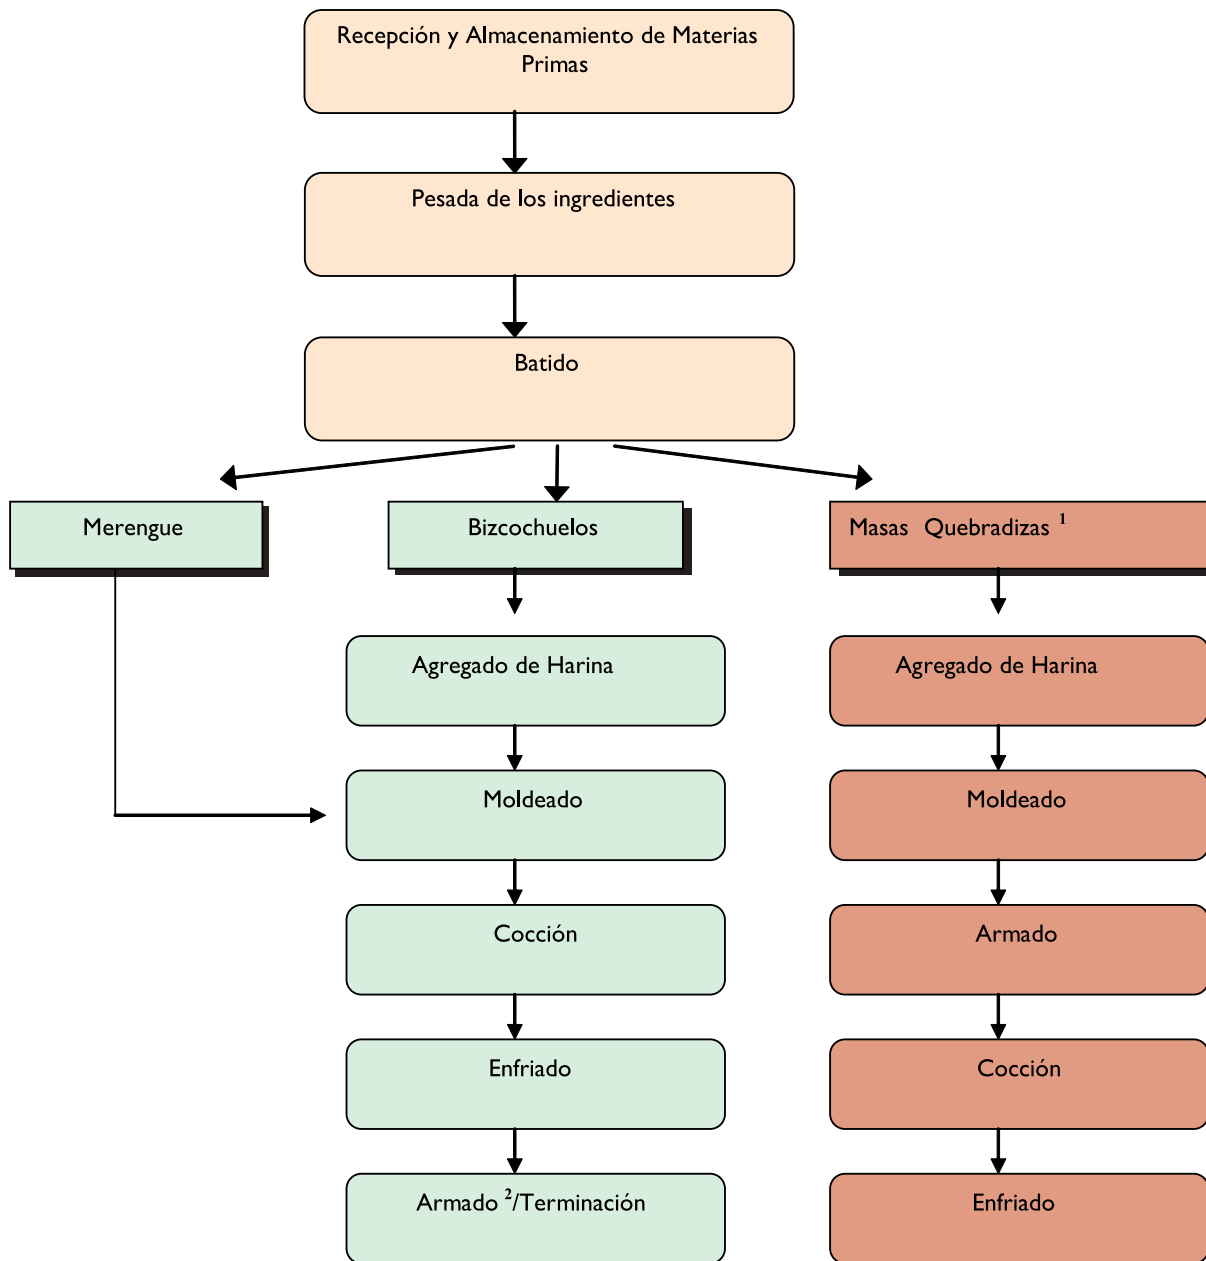 Recepción y Almacenamiento de Materias
Primas
Pesada de los ingredientes
Batido
Merengue
Bizcochuelos
Masas Quebradizas ¹
Agregado de Harina
Agregado de Harina
Moldeado
Moldeado
Cocción
Armado
Enfriado
Cocción
Armado ²/Terminación
Enfriado